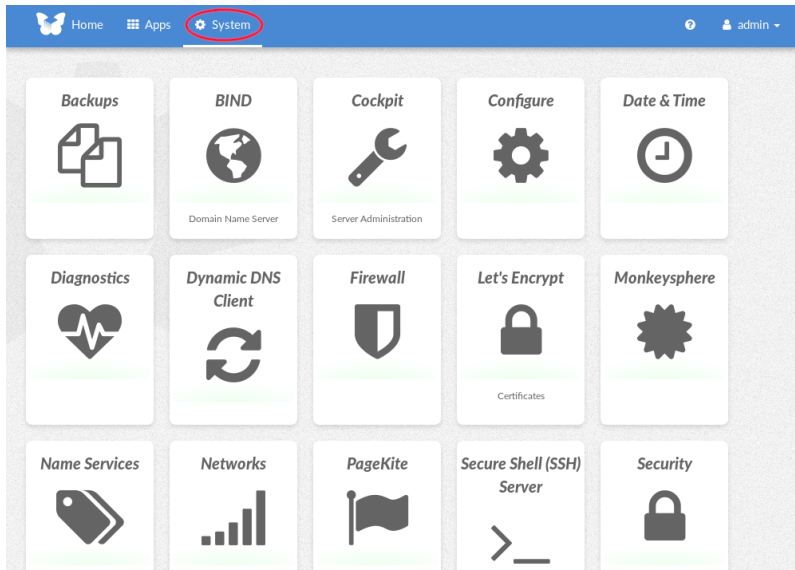 Home Apps System admin
Backups BIND Cockpit Configure Date & Time
Domain Name Server Server Administration
Diagnostics Dynamic DNS Firewall Let's Encrypt Monkeysphere
Client
Certificates
Name Services Networks PageKite Secure Shell (SSH) Security
Server